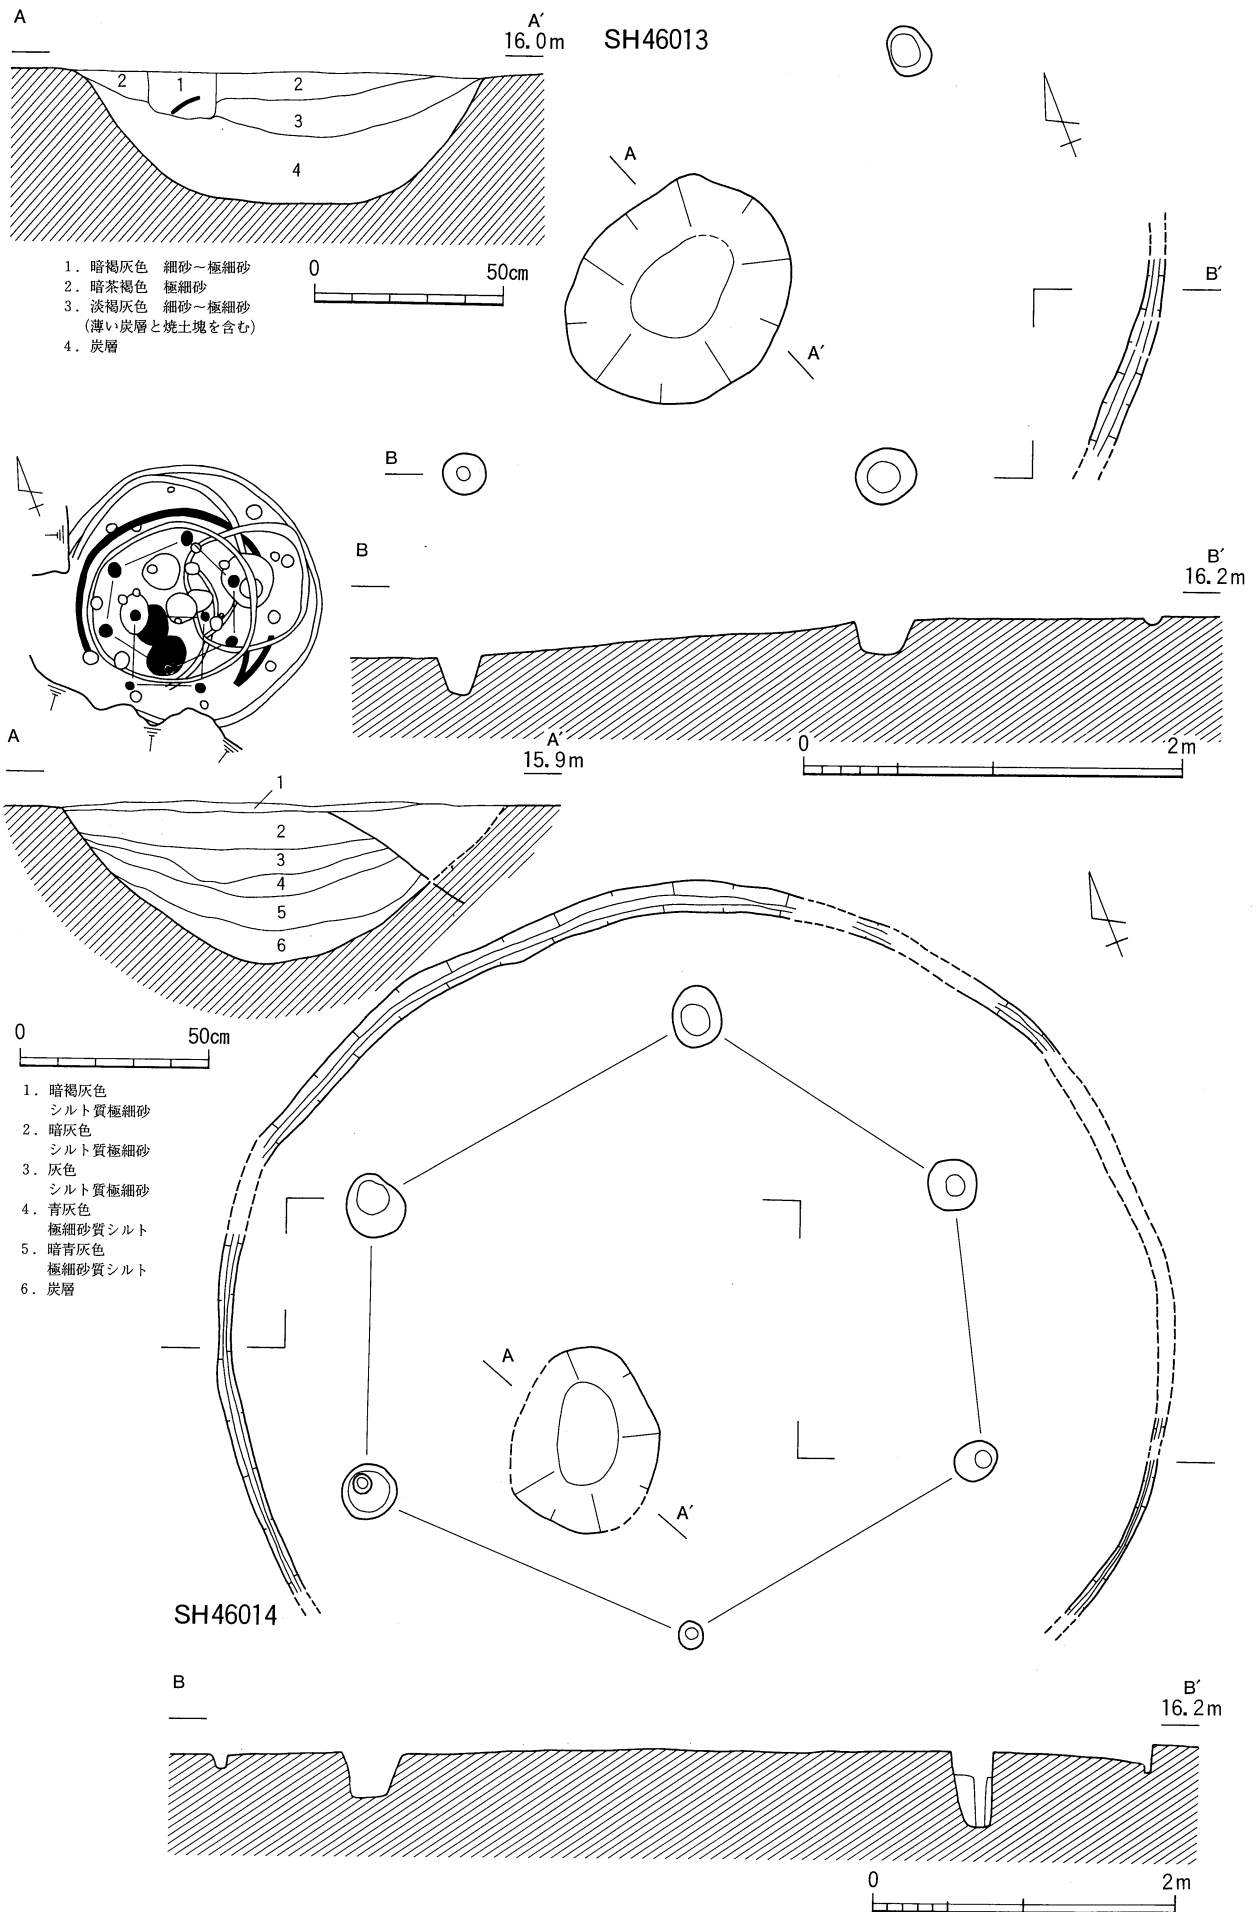 A
A′
16.0m
SH46013
2
1
2
3
4
1. 暗褐灰色 細砂~極細砂
2. 暗茶褐色 極細砂
3. 淡褐灰色 細砂~極細砂
(薄い炭層と焼土塊を含む)
4. 炭層
0
50cm
A
A′
B′
B
B
B′
16.2m
0
2m
A
A′
15.9m
1
2
3
4
5
6
0
50cm
1. 暗褐灰色
シルト質極細砂
2. 暗灰色
シルト質極細砂
3. 灰色
シルト質極細砂
4. 青灰色
極細砂質シルト
5. 暗青灰色
極細砂質シルト
6. 炭層
A
A′
SH46014
B
B′
16.2m
0
2m